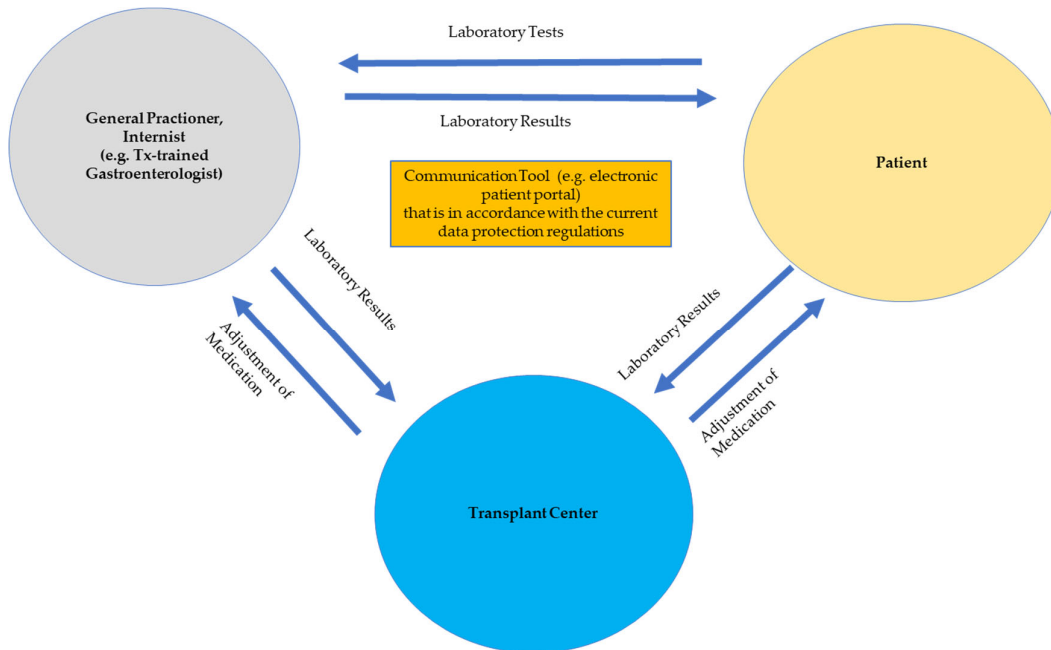 Laboratory Tests
Laboratory Results
General Practioner,
Internist
(e.g. Tx-trained
Gastroenterologist)
Patient
Communication Tool (e.g. electronic
patient portal)
that is in accordance with the current
data protection regulations
Laboratory Results
Adjustment of
Medication
Laboratory Results
Adjustment of
Medication
Transplant Center